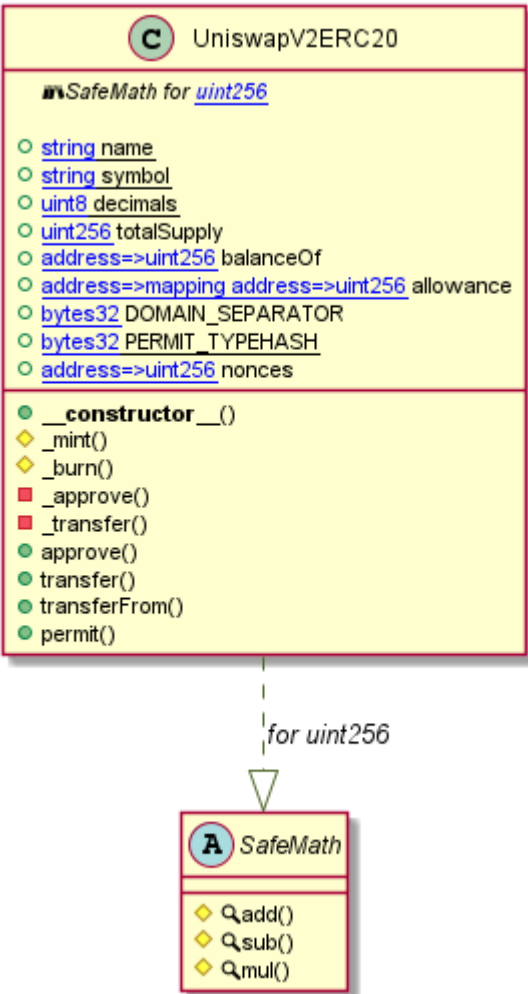 C UniswapV2ERC20
SafeMath for uint256
string name
string symbol
uint8 decimals
uint256 totalSupply
address=>uint256 balanceOf
address=>mapping address=>uint256 allowance
bytes32 DOMAIN_SEPARATOR
bytes32 PERMIT_TYPEHASH
address=>uint256 nonces
__constructor__()
_mint()
_burn()
_approve()
_transfer()
approve()
transfer()
transferFrom()
permit()
for uint256
A SafeMath
add()
sub()
mul()